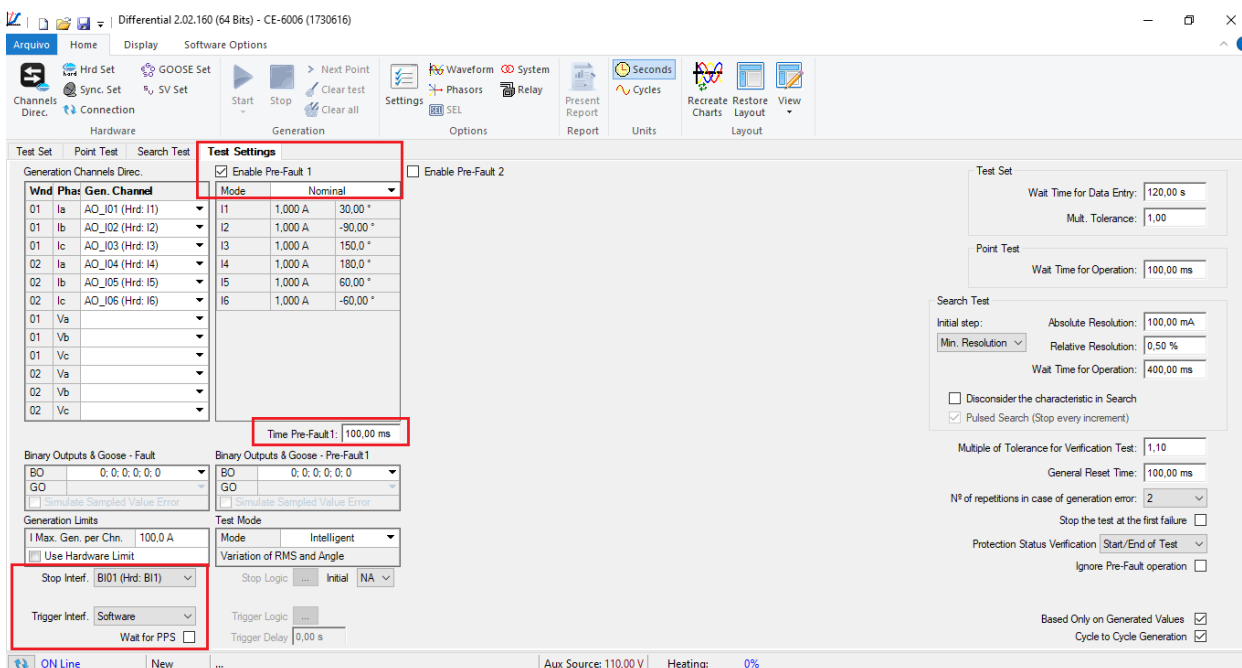 Differential 2.02.160 (64 Bits) - CE-6006 (1730616)
Arquivo Home Display Software Options
Channels Direc.
Hrd Set
Sync. Set
Connection
GOOSE Set
SV Set
Hardware
Start
Stop
Next Point
Clear test
Clear all
Generation
Settings
Waveform
Phasors
SEL
System
Relay
Options
Present Report
Report
Seconds
Cycles
Units
Recreate Charts
Restore Layout
View
Layout
Test Set Point Test Search Test Test Settings
Generation Channels Direc.
Wnd Phas Gen. Channel
01 Ia AO_I01 (Hrd: I1)
01 Ib AO_I02 (Hrd: I2)
01 Ic AO_I03 (Hrd: I3)
02 Ia AO_I04 (Hrd: I4)
02 Ib AO_I05 (Hrd: I5)
02 Ic AO_I06 (Hrd: I6)
01 Va
01 Vb
01 Vc
02 Va
02 Vb
02 Vc
Enable Pre-Fault 1
Mode Nominal
I1 1,000 A 30,00 °
I2 1,000 A -90,00 °
I3 1,000 A 150,0 °
I4 1,000 A 180,0 °
I5 1,000 A 60,00 °
I6 1,000 A -60,00 °
Time Pre-Fault1: 100,00 ms
Enable Pre-Fault 2
Binary Outputs & Goose - Fault
BO 0; 0; 0; 0; 0; 0
GO
Simulate Sampled Value Error
Binary Outputs & Goose - Pre-Fault1
BO 0; 0; 0; 0; 0; 0
GO
Simulate Sampled Value Error
Generation Limits
I Max. Gen. per Chn. 100,0 A
Use Hardware Limit
Test Mode
Mode Intelligent
Variation of RMS and Angle
Stop Interf. BI01 (Hrd: BI1)
Stop Logic ... Initial NA
Trigger Interf. Software
Trigger Logic ...
Wait for PPS
Trigger Delay 0,00 s
Test Set
Wait Time for Data Entry: 120,00 s
Mult. Tolerance: 1,00
Point Test
Wait Time for Operation: 100,00 ms
Search Test
Initial step:
Min. Resolution
Absolute Resolution: 100,00 mA
Relative Resolution: 0,50 %
Wait Time for Operation: 400,00 ms
Disconsider the characteristic in Search
Pulsed Search (Stop every increment)
Multiple of Tolerance for Verification Test: 1,10
General Reset Time: 100,00 ms
Nº of repetitions in case of generation error: 2
Stop the test at the first failure
Protection Status Verification Start/End of Test
Ignore Pre-Fault operation
Based Only on Generated Values
Cycle to Cycle Generation
ON Line New ... Aux Source: 110.00 V Heating: 0%